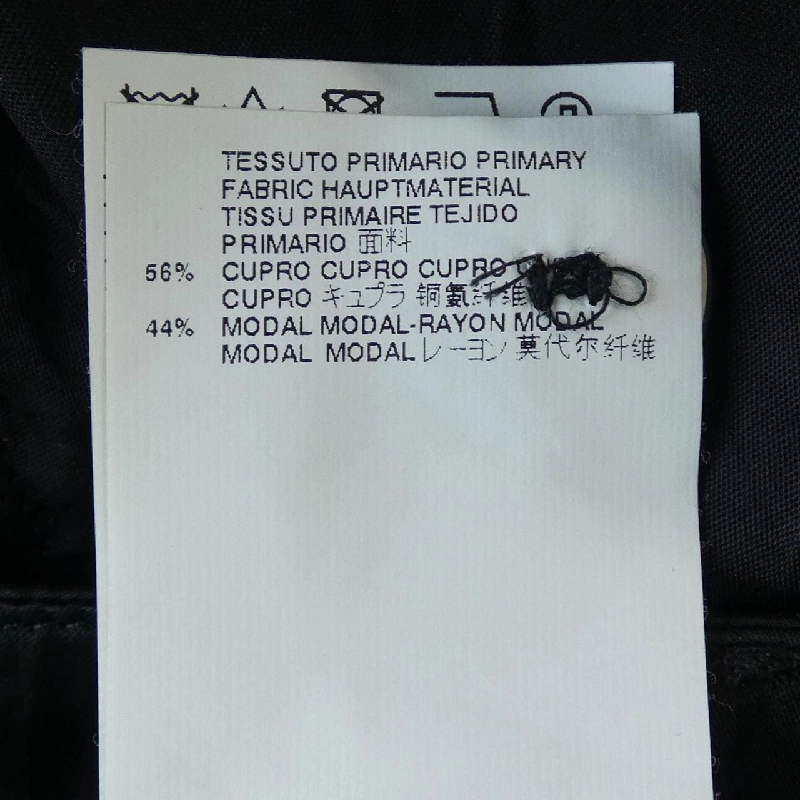 TESSUTO PRIMARIO PRIMARY
FABRIC HAUPTMATERIAL
TISSU PRIMAIRE TEJIDO
PRIMARIO 面料
56% CUPRO CUPRO CUPRO
CUPRO キュプラ 铜氨纤维
44% MODAL MODAL-RAYON MODAL
MODAL MODAL レーヨン 莫代尔纤维